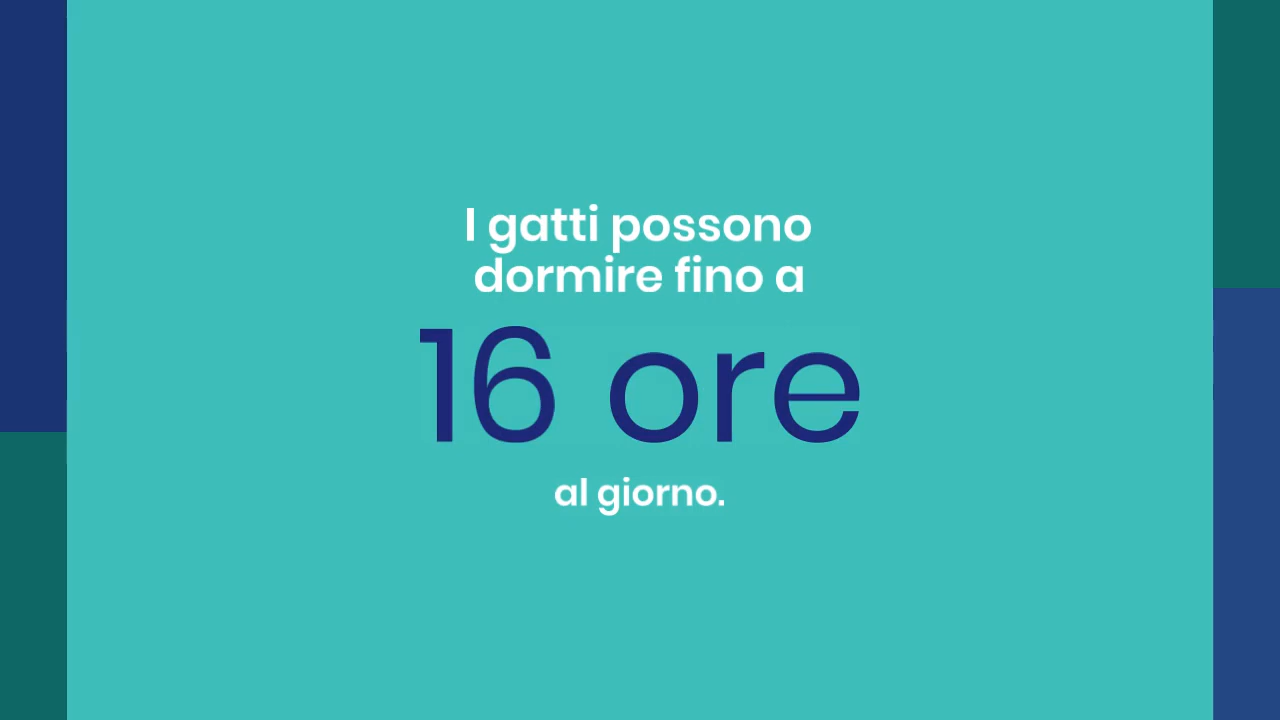 I gatti possono
dormire fino a
16 ore
al giorno.